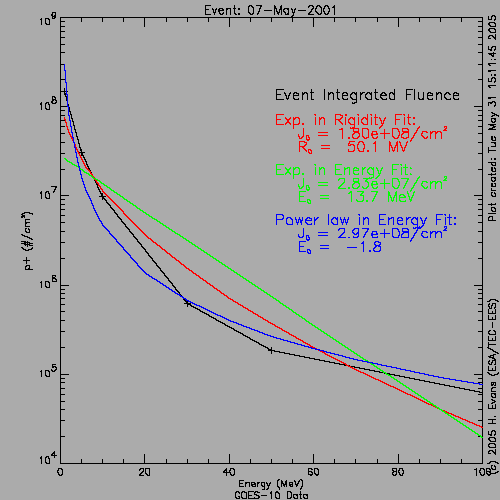 Event: 07-May-2001
10⁹
10⁸
10⁷
10⁶
10⁵
10⁴
p+ (#/cm²)
Event Integrated Fluence
Exp. in Rigidity Fit:
J₀ = 1.80e+08/cm²
R₀ = 50.1 MV
Exp. in Energy Fit:
J₀ = 2.83e+07/cm²
E₀ = 13.7 MeV
Power law in Energy Fit:
J₀ = 2.97e+08/cm²
E₀ = -1.8
0 20 40 60 80 100
Energy (MeV)
GOES-10 Data
Plot created: Tue May 31 15:11:45 2005
(c) 2005 H. Evans (ESA/TEC-EES)